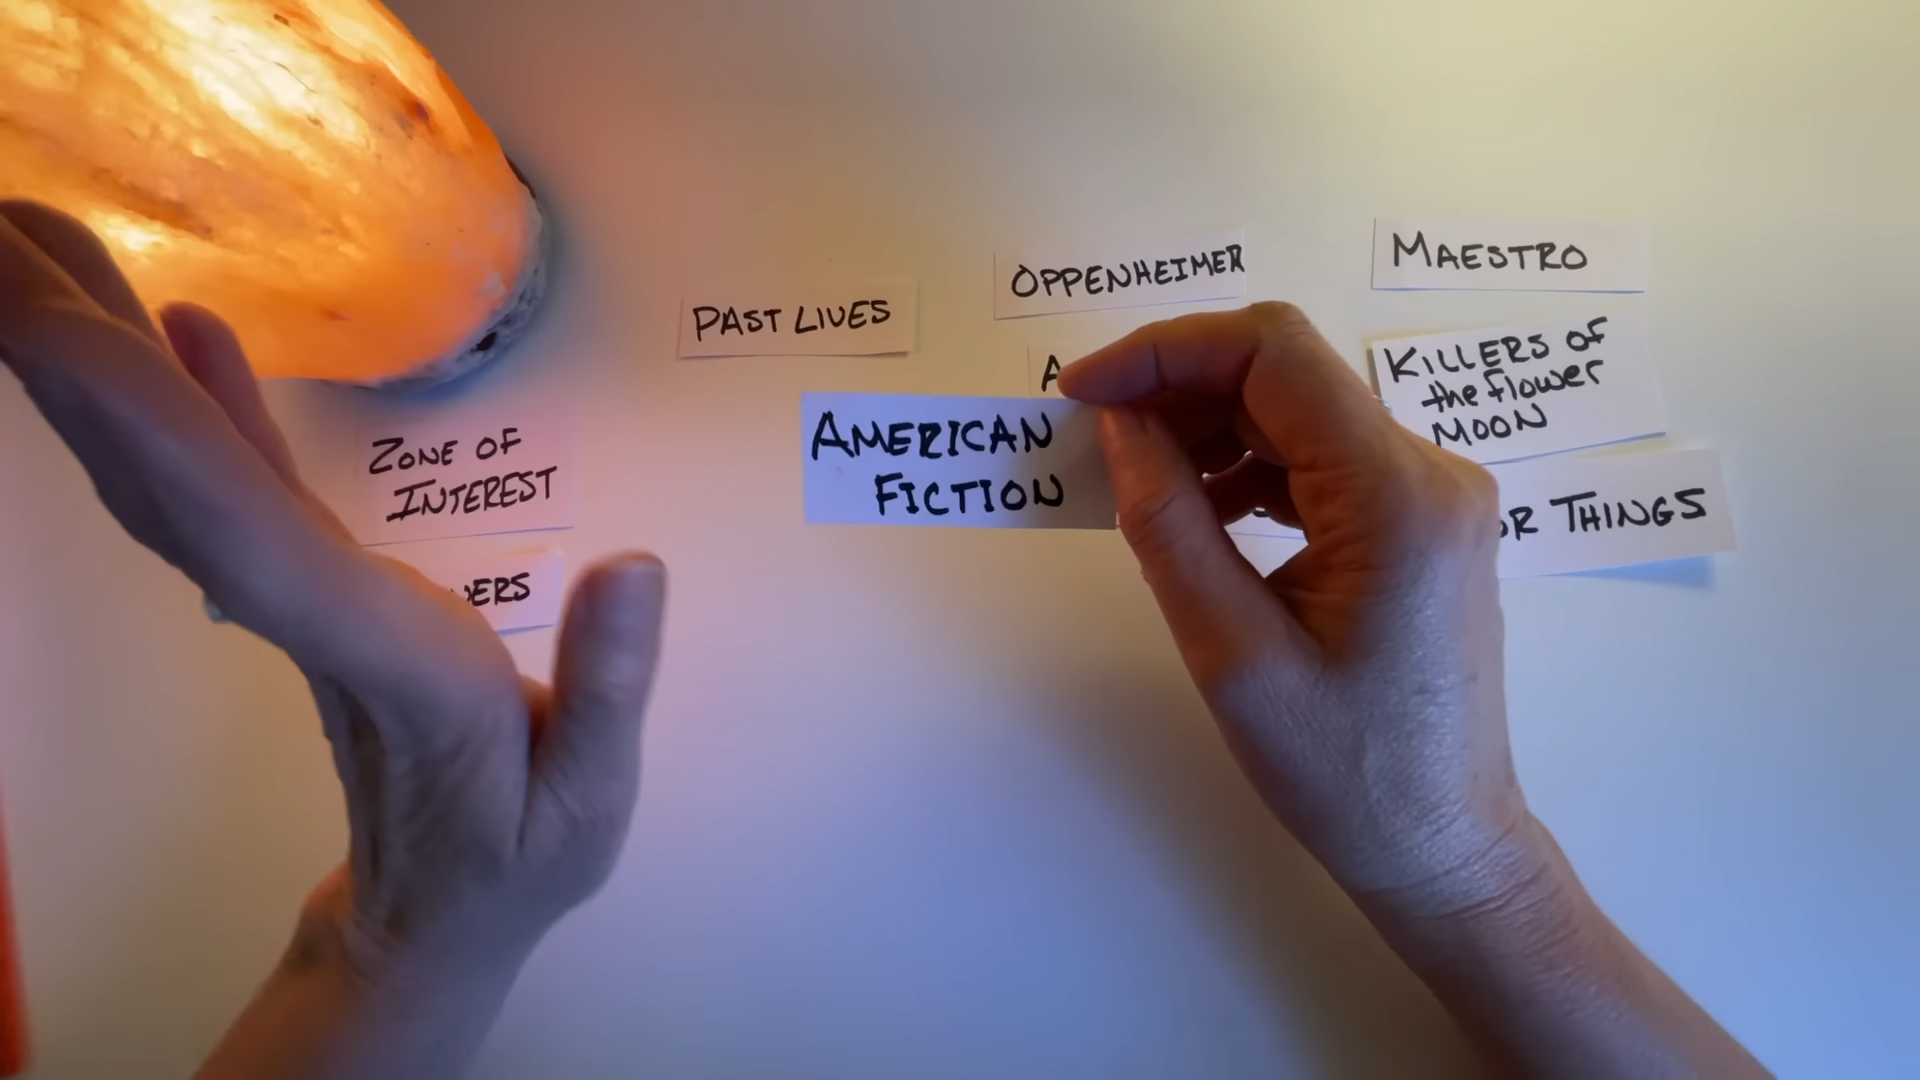 MAESTRO
OPPENHEIMER
PAST LIVES
KILLERS OF
the flower
MOON
A
AMERICAN
FICTION
ZONE OF
INTEREST
THINGS